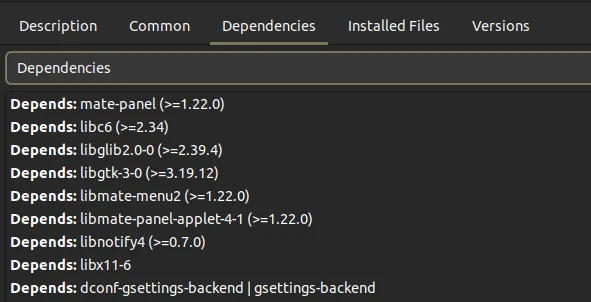 Description Common Dependencies Installed Files Versions
Dependencies
Depends: mate-panel (>=1.22.0)
Depends: libc6 (>=2.34)
Depends: libglib2.0-0 (>=2.39.4)
Depends: libgtk-3-0 (>=3.19.12)
Depends: libmate-menu2 (>=1.22.0)
Depends: libmate-panel-applet-4-1 (>=1.22.0)
Depends: libnotify4 (>=0.7.0)
Depends: libx11-6
Depends: dconf-gsettings-backend | gsettings-backend